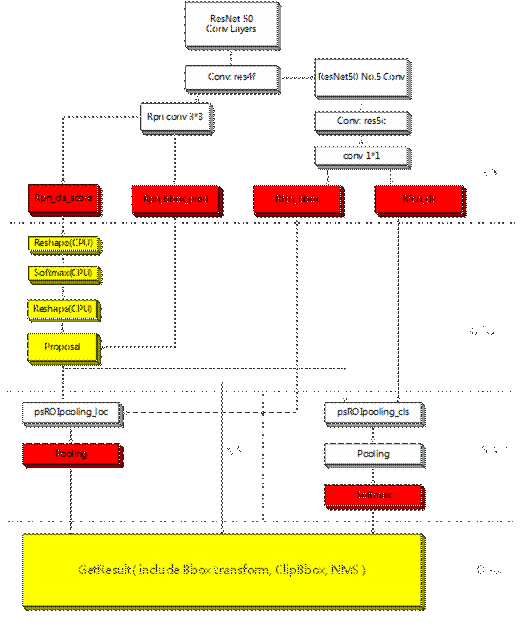 ResNet 50
Conv Layers
Conv: res4f
ResNet50 No.5 Conv
Rpn conv 3*3
Conv: res5c
conv 1*1
Rpn_cls_score
Rpn_bbox_pred
Rfcn_bbox
Rfcn_cls
Reshape(CPU)
Softmax(CPU)
Reshape(CPU)
Proposal
psROIpooling_loc
psROIpooling_cls
Pooling
Pooling
Softmax
GetResult ( include Bbox transform, ClipBbox, NMS )